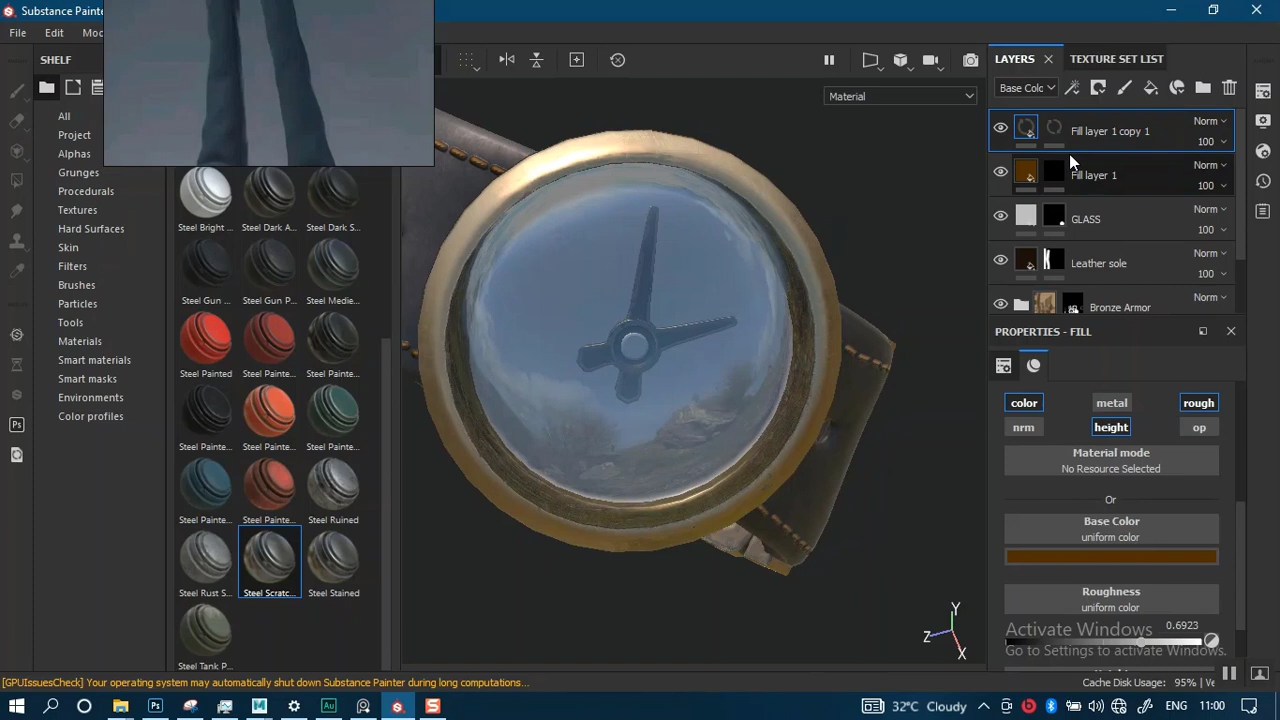 Substance Painter
File
Edit
Mod
SHELF
All
Project
Alphas
Grunges
Procedurals
Textures
Hard Surfaces
Skin
Filters
Brushes
Particles
Tools
Materials
Smart materials
Smart masks
Environments
Color profiles
Steel Bright ...
Steel Dark A...
Steel Dark S...
Steel Gun ...
Steel Gun P...
Steel Medie...
Steel Painted
Steel Painte...
Steel Painte...
Steel Painte...
Steel Painte...
Steel Painte...
Steel Painte...
Steel Painte...
Steel Ruined
Steel Rust S...
Steel Scratc...
Steel Stained
Steel Tank P...
Material
Y
Z
X
LAYERS
TEXTURE SET LIST
Base Colc
Fill layer 1 copy 1
Norm
100
Fill layer 1
Norm
100
GLASS
Norm
100
Leather sole
Norm
100
Bronze Armor
Norm
PROPERTIES - FILL
color
metal
rough
nrm
height
op
Material mode
No Resource Selected
Or
Base Color
uniform color
Roughness
uniform color
0.6923
Activate Windows
Go to Settings to activate Windows.
[GPUIssuesCheck] Your operating system may automatically shut down Substance Painter during long computations...
Cache Disk Usage: 95% | Ve
Ps
Au
M
S
32°C Cloudy
ENG
11:00